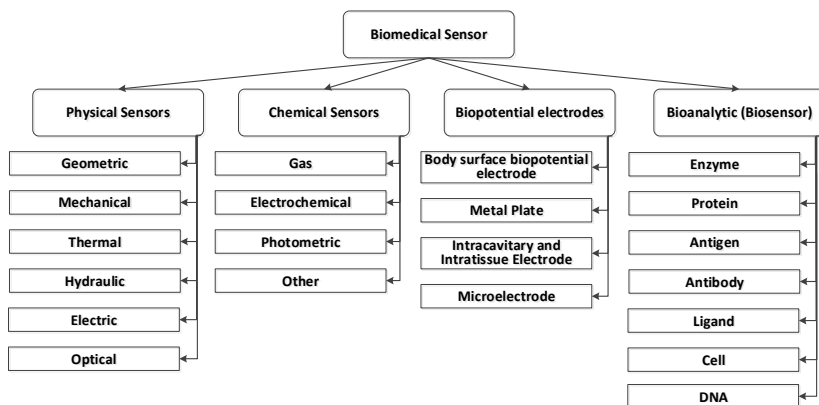 Biomedical Sensor
Physical Sensors
Chemical Sensors
Biopotential electrodes
Bioanalytic (Biosensor)
Geometric
Mechanical
Thermal
Hydraulic
Electric
Optical
Gas
Electrochemical
Photometric
Other
Body surface biopotential
electrode
Metal Plate
Intracavitary and
Intratissue Electrode
Microelectrode
Enzyme
Protein
Antigen
Antibody
Ligand
Cell
DNA